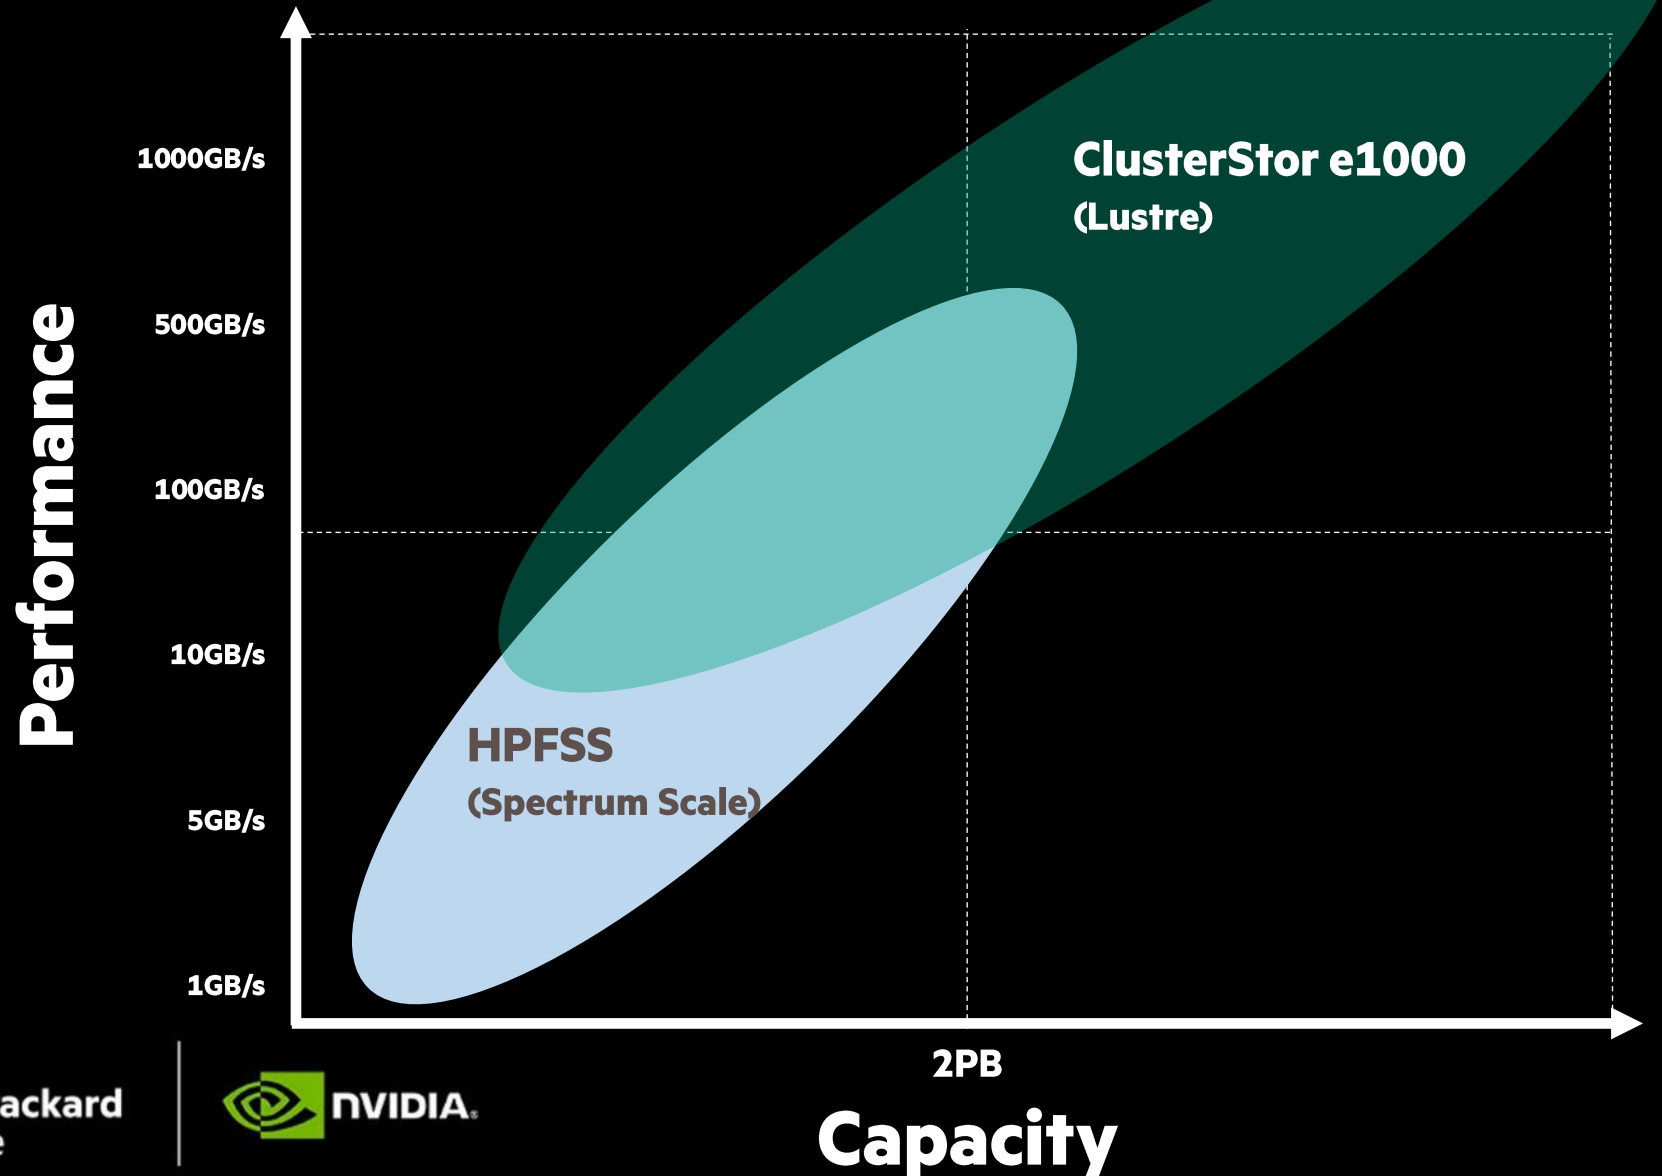 Performance
1000GB/s
500GB/s
100GB/s
10GB/s
5GB/s
1GB/s
ClusterStor e1000
(Lustre)
HPFSS
(Spectrum Scale)
2PB
Capacity
ackard
e
NVIDIA.